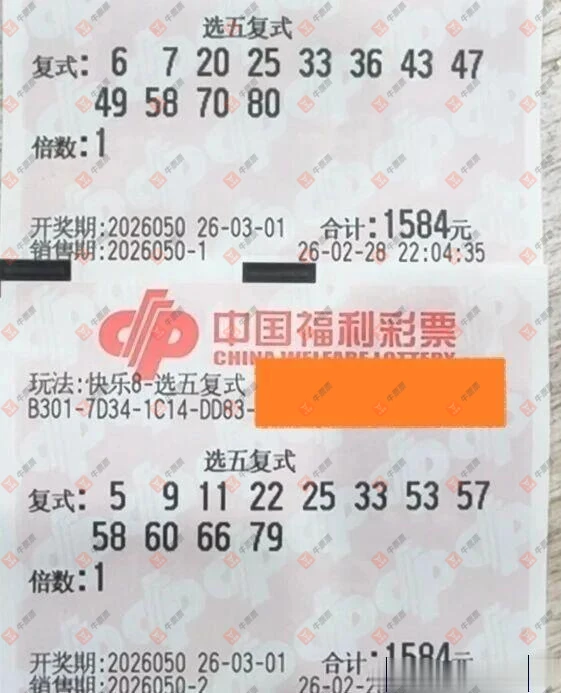 选五复式
复式: 6 7 20 25 33 36 43 47
49 58 70 80
倍数:1
开奖期:2026050 26-03-01 合计:1584元
销售期:2026050-1 26-02-28 22:04:35
中国福利彩票
CHINA WELFARE LOTTERY
玩法:快乐8-选五复式
B301-7D34-1C14-DD83-
选五复式
复式: 5 9 11 22 25 33 53 57
58 60 66 79
倍数:1
开奖期:2026050 26-03-01 合计:1584元
销售期:2026050-2 26-02-2